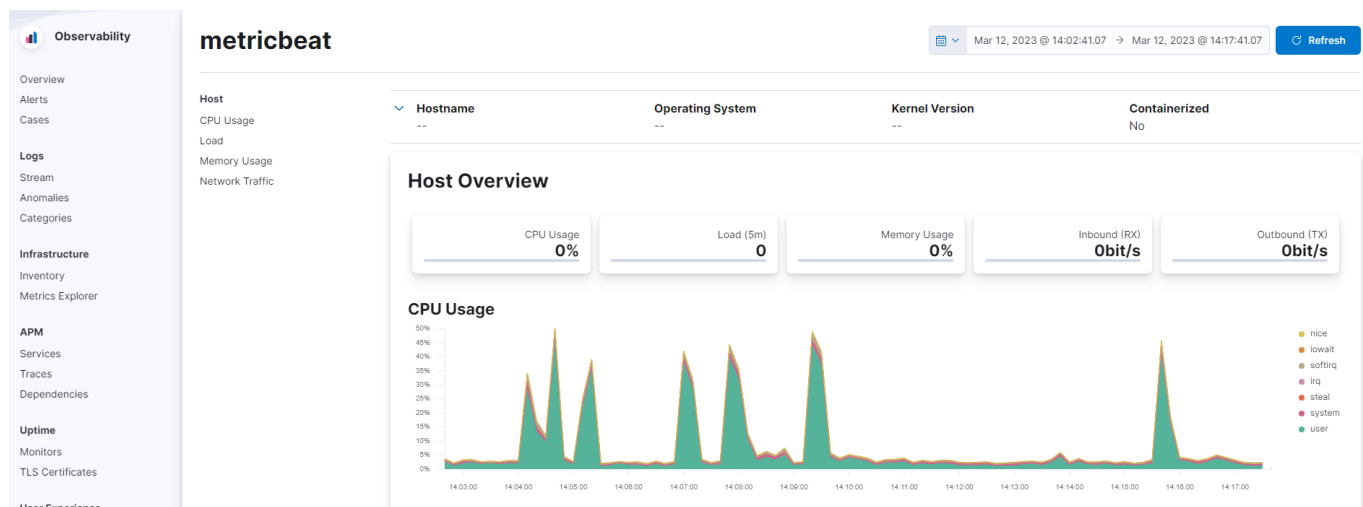 Observability
Overview
Alerts
Cases
Logs
Stream
Anomalies
Categories
Infrastructure
Inventory
Metrics Explorer
APM
Services
Traces
Dependencies
Uptime
Monitors
TLS Certificates
User Experience
metricbeat
Mar 12, 2023 @ 14:02:41.07 → Mar 12, 2023 @ 14:17:41.07
Refresh
Host
CPU Usage
Load
Memory Usage
Network Traffic
Hostname Operating System Kernel Version Containerized
-- -- -- No
Host Overview
CPU Usage Load (5m) Memory Usage Inbound (RX) Outbound (TX)
0% 0 0% 0bit/s 0bit/s
CPU Usage
50%
45%
40%
35%
30%
25%
20%
15%
10%
5%
0%
14:03:00 14:04:00 14:05:00 14:06:00 14:07:00 14:08:00 14:09:00 14:10:00 14:11:00 14:12:00 14:13:00 14:14:00 14:15:00 14:16:00 14:17:00
nice
iowait
softirq
irq
steal
system
user